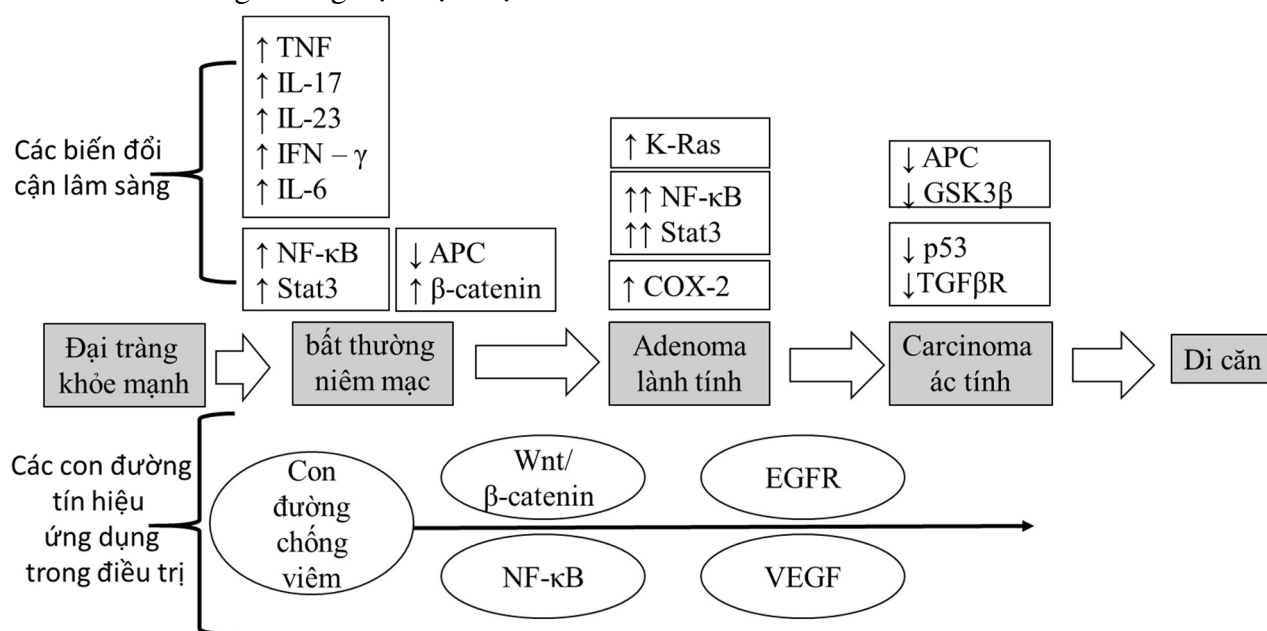 ↑ TNF
↑ IL-17
↑ IL-23
↑ IFN – γ
↑ IL-6
Các biến đổi
cận lâm sàng
↑ NF-κB
↑ Stat3
↓ APC
↑ β-catenin
↑ K-Ras
↑↑ NF-κB
↑↑ Stat3
↑ COX-2
↓ APC
↓ GSK3β
↓ p53
↓TGFβR
Đại tràng
khỏe mạnh
bất thường
niêm mạc
Adenoma
lành tính
Carcinoma
ác tính
Di căn
Các con đường
tín hiệu
ứng dụng
trong điều trị
Con
đường
chống
viêm
Wnt/
β-catenin
EGFR
NF-κB
VEGF